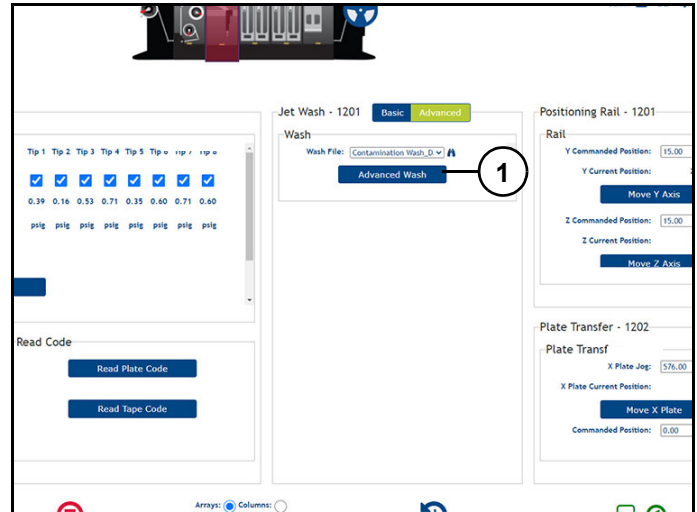 Jet Wash - 1201 Basic Advanced
Wash
Wash File: Contamination Wash_D.
Advanced Wash
1
Tip 1 Tip 2 Tip 3 Tip 4 Tip 5 Tip
0.39 0.16 0.53 0.71 0.35 0.60 0.71 0.60
psig psig psig psig psig psig psig psig
Read Code
Read Plate Code
Read Tape Code
Positioning Rail - 1201
Rail
Y Commanded Position: 15.00
Y Current Position:
Move Y Axis
Z Commanded Position: 15.00
Z Current Position:
Move Z Axis
Plate Transfer - 1202
Plate Transf
X Plate Jog: 576.00
X Plate Current Position:
Move X Plate
Commanded Position: 0.00
Arrays: Columns: